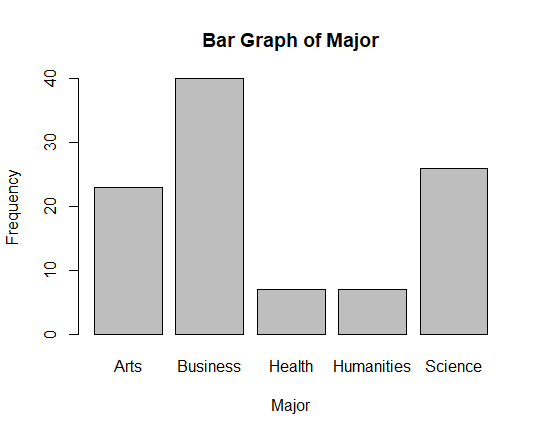 Bar Graph of Major
Frequency
40
30
20
10
0
Arts Business Health Humanities Science
Major